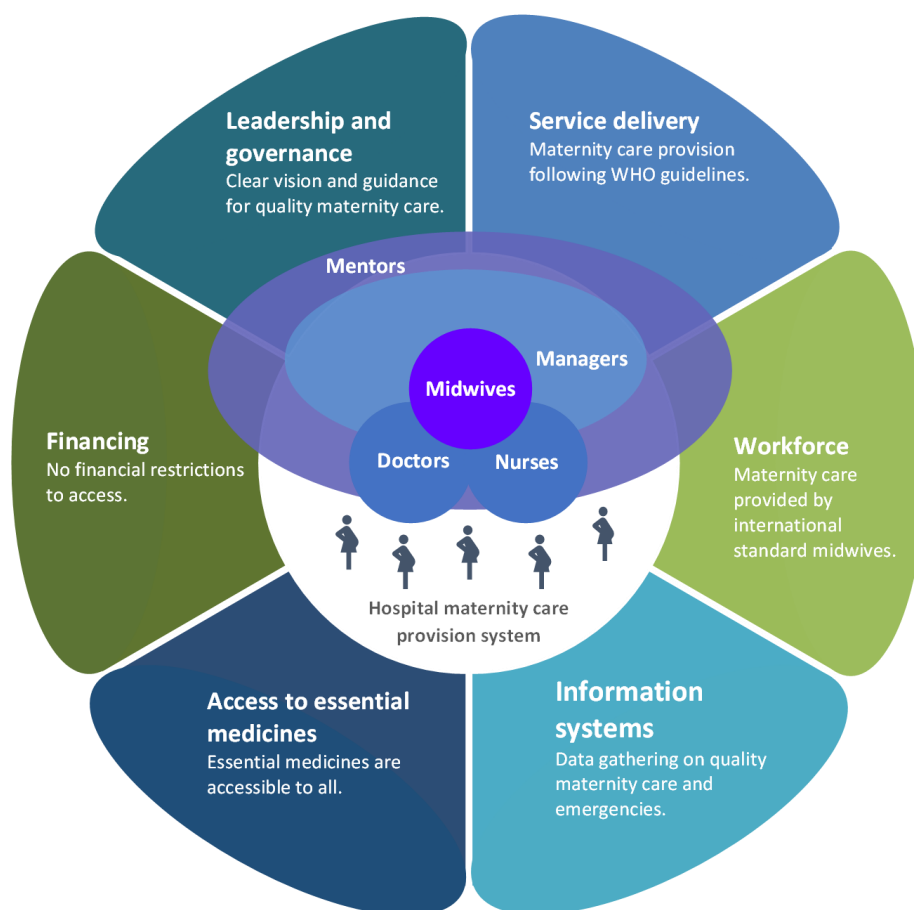 Leadership and
governance
Clear vision and guidance
for quality maternity care.
Service delivery
Maternity care provision
following WHO guidelines.
Mentors
Managers
Midwives
Doctors
Nurses
Financing
No financial restrictions
to access.
Workforce
Maternity care
provided by
international
standard midwives.
Hospital maternity care
provision system
Access to essential
medicines
Essential medicines are
accessible to all.
Information
systems
Data gathering on quality
maternity care and
emergencies.